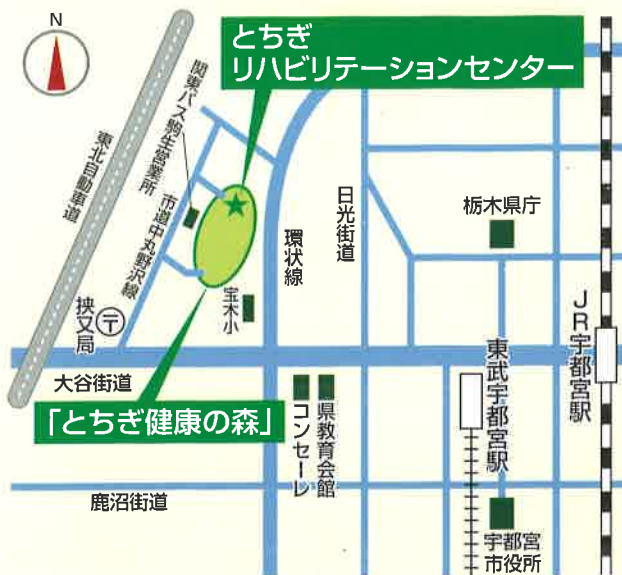 N
とちぎ
リハビリテーションセンター
関東バス駒生営業所
東北自動車道
市道中丸野沢線
環状線
日光街道
栃木県庁
宝木小
挾又局
〒
JR宇都宮駅
東武宇都宮駅
大谷街道
「とちぎ健康の森」
コンセーレ
県教育会館
鹿沼街道
宇都宮
市役所